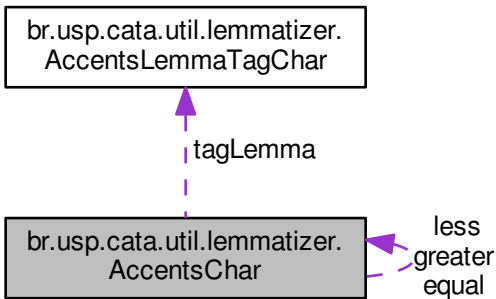 br.usp.cata.util.lemmatizer.
AccentsLemmaTagChar
tagLemma
br.usp.cata.util.lemmatizer.
AccentsChar
less
greater
equal